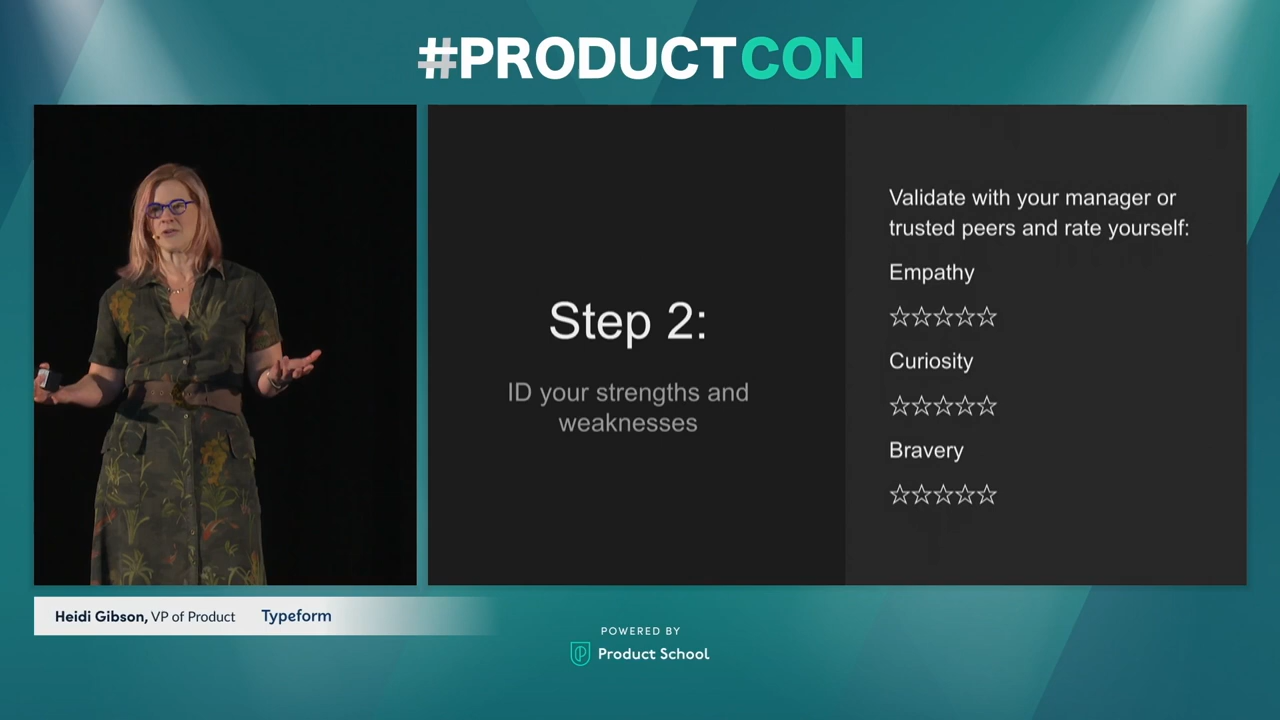 #PRODUCTCON
Step 2:
ID your strengths and
weaknesses
Validate with your manager or
trusted peers and rate yourself:
Empathy
☆☆☆☆☆
Curiosity
☆☆☆☆☆
Bravery
☆☆☆☆☆
Heidi Gibson, VP of Product Typeform
POWERED BY
Product School